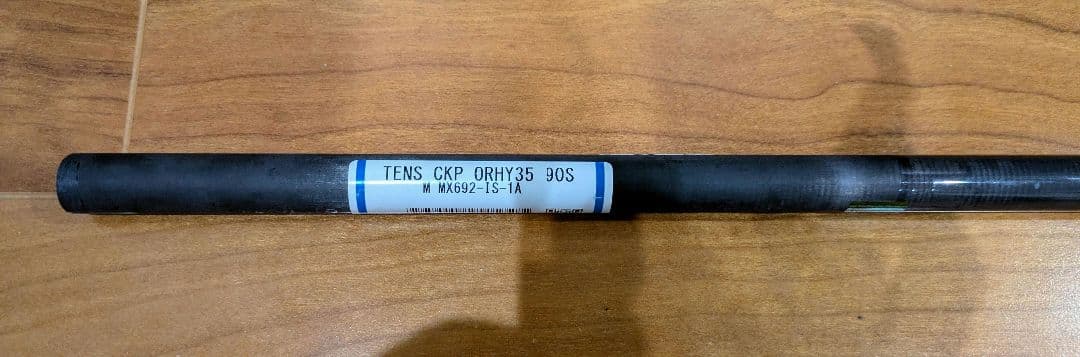 TENS CKP ORHY35 90S
M MX692-IS-1A